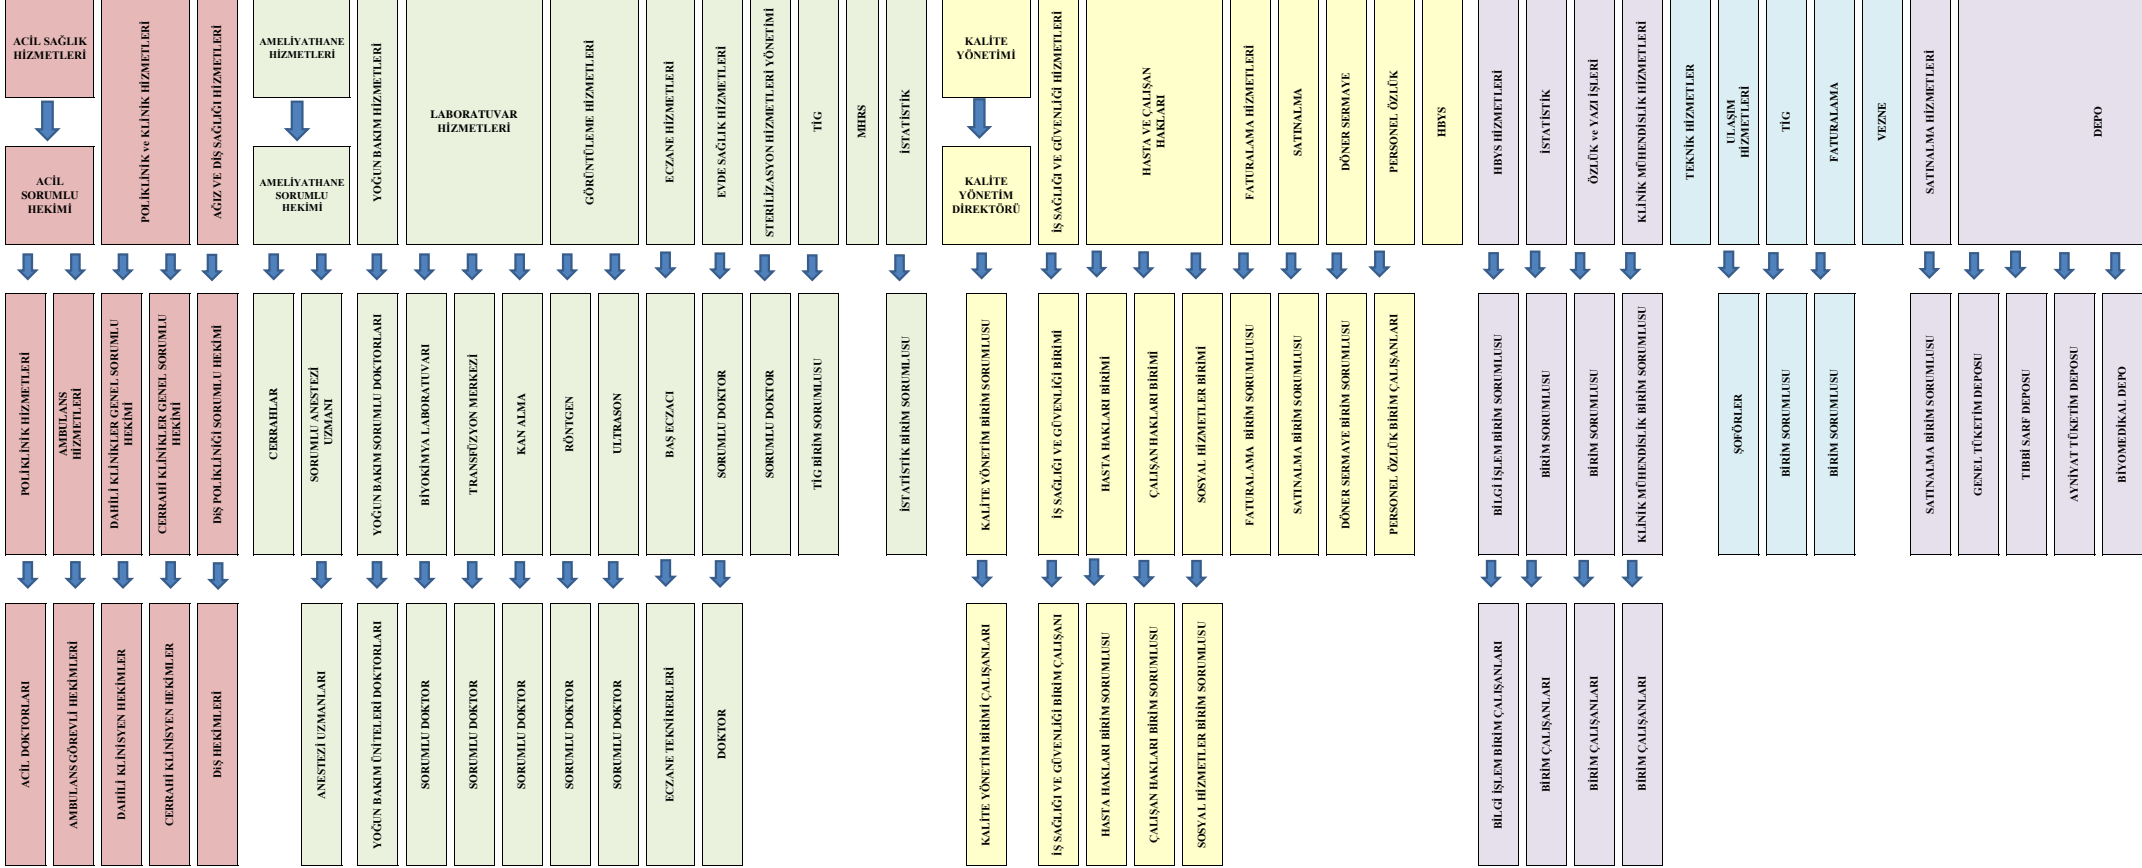 ACİL SAĞLIK
HİZMETLERİ
ACİL
SORUMLU
HEKİMİ
POLİKLİNİK ve KLİNİK HİZMETLERİ
AĞIZ VE DİŞ SAĞLIĞI HİZMETLERİ
AMELİYATHANE
HİZMETLERİ
AMELİYATHANE
SORUMLU
HEKİMİ
YOĞUN BAKIM HİZMETLERİ
LABORATUVAR
HİZMETLERİ
GÖRÜNTÜLEME HİZMETLERİ
ECZANE HİZMETLERİ
EVDE SAĞLIK HİZMETLERİ
STERİLİZASYON HİZMETLERİ YÖNETİMİ
TİG
MHRS
İSTATİSTİK
KALİTE
YÖNETİMİ
KALİTE
YÖNETİM
DİREKTÖRÜ
İŞ SAĞLIĞI VE GÜVENLİĞİ HİZMETLERİ
HASTA VE ÇALIŞAN
HAKLARI
FATURALAMA HİZMETLERİ
SATINALMA
DÖNER SERMAYE
PERSONEL ÖZLÜK
HBYS
HBYS HİZMETLERİ
İSTATİSTİK
ÖZLÜK ve YAZI İŞLERİ
KLİNİK MÜHENDİSLİK HİZMETLERİ
TEKNİK HİZMETLER
ULAŞIM
HİZMETLERİ
TİG
FATURALAMA
VEZNE
SATINALMA HİZMETLERİ
DEPO
POLİKLİNİK HİZMETLERİ
AMBULANS
HİZMETLERİ
DAHİLİ KLİNİKLER GENEL SORUMLU
HEKİMİ
CERRAHİ KLİNİKLER GENEL SORUMLU
HEKİMİ
DİŞ POLİKLİNİĞİ SORUMLU HEKİMİ
CERRAHLAR
SORUMLU ANESTEZİ
UZMANI
YOĞUN BAKIM SORUMLU DOKTORLARI
BİYOKİMYA LABORATUVARI
TRANSFÜZYON MERKEZİ
KAN ALMA
RÖNTGEN
ULTRASON
BAŞ ECZACI
SORUMLU DOKTOR
SORUMLU DOKTOR
TİG BİRİM SORUMLUSU
İSTATİSTİK BİRİM SORUMLUSU
KALİTE YÖNETİM BİRİM SORUMLUSU
İŞ SAĞLIĞI VE GÜVENLİĞİ BİRİMİ
HASTA HAKLARI BİRİMİ
ÇALIŞAN HAKLARI BİRİMİ
SOSYAL HİZMETLER BİRİMİ
FATURALAMA BİRİM SORUMLUUSU
SATINALMA BİRİM SORUMLUSU
DÖNER SERMAYE BİRİM SORUMLUSU
PERSONEL ÖZLÜK BİRİM ÇALIŞANLARI
BİLGİ İŞLEM BİRİM SORUMLUSU
BİRİM SORUMLUSU
BİRİM SORUMLUSU
KLİNİK MÜHENDİSLİK BİRİM SORUMLUSU
ŞOFÖRLER
BİRİM SORUMLUSU
BİRİM SORUMLUSU
SATINALMA BİRİM SORUMLUSU
GENEL TÜKETİM DEPOSU
TIBBİ SARF DEPOSU
AYNİYAT TÜKETİM DEPOSU
BİYOMEDİKAL DEPO
ACİL DOKTORLARI
AMBULANS GÖREVLİ HEKİMLERİ
DAHİLİ KLİNİSYEN HEKİMLER
CERRAHİ KLİNİSYEN HEKİMLER
DİŞ HEKİMLERİ
ANESTEZİ UZMANLARI
YOĞUN BAKIM ÜNİTELERİ DOKTORLARI
SORUMLU DOKTOR
SORUMLU DOKTOR
SORUMLU DOKTOR
SORUMLU DOKTOR
SORUMLU DOKTOR
ECZANE TEKNİRERLERİ
DOKTOR
KALİTE YÖNETİM BİRİMİ ÇALIŞANLARI
İŞ SAĞLIĞI VE GÜVENLİĞİ BİRİM ÇALIŞANI
HASTA HAKLARI BİRİM SORUMLUSU
ÇALIŞAN HAKLARI BİRİM SORUMLUSU
SOSYAL HİZMETLER BİRİM SORUMLUSU
BİLGİ İŞLEM BİRİM ÇALIŞANLARI
BİRİM ÇALIŞANLARI
BİRİM ÇALIŞANLARI
BİRİM ÇALIŞANLARI